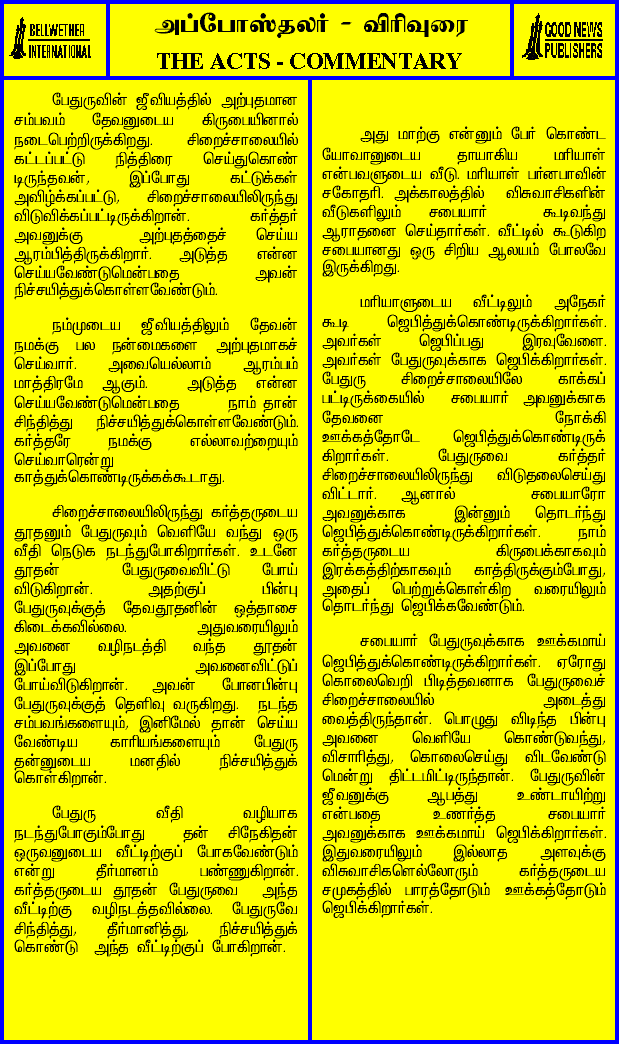 BELLWETHER
INTERNATIONAL
அப்போஸ்தலர் - விரிவுரை
THE ACTS - COMMENTARY
GOOD NEWS
PUBLISHERS
பேதுருவின் ஜீவியத்தில் அற்புதமான
சம்பவம் தேவனுடைய கிருபையினால்
நடைபெற்றிருக்கிறது. சிறைச்சாலையில்
கட்டப்பட்டு நித்திரை செய்துகொண்
டிருந்தவன், இப்போது கட்டுக்கள்
அவிழ்க்கப்பட்டு, சிறைச்சாலையிலிருந்து
விடுவிக்கப்பட்டிருக்கிறான். கர்த்தர்
அவனுக்கு அற்புதத்தைச் செய்ய
ஆரம்பித்திருக்கிறார். அடுத்த என்ன
செய்யவேண்டுமென்பதை அவன்
நிச்சயித்துக்கொள்ளவேண்டும்.
நம்முடைய ஜீவியத்திலும் தேவன்
நமக்கு பல நன்மைகளை அற்புதமாகச்
செய்வார். அவையெல்லாம் ஆரம்பம்
மாத்திரமே ஆகும். அடுத்த என்ன
செய்யவேண்டுமென்பதை நாம் தான்
சிந்தித்து நிச்சயித்துக்கொள்ளவேண்டும்.
கர்த்தரே நமக்கு எல்லாவற்றையும்
செய்வாரென்று
காத்துக்கொண்டிருக்கக்கூடாது.
சிறைச்சாலையிலிருந்து கர்த்தருடைய
தூதனும் பேதுருவும் வெளியே வந்து ஒரு
வீதி நெடுக நடந்துபோகிறார்கள். உடனே
தூதன் பேதுருவைவிட்டு போய்
விடுகிறான். அதற்குப் பின்பு
பேதுருவுக்குத் தேவதூதனின் ஒத்தாசை
கிடைக்கவில்லை. அதுவரையிலும்
அவனை வழிநடத்தி வந்த தூதன்
இப்போது அவனைவிட்டுப்
போய்விடுகிறான். அவன் போனபின்பு
பேதுருவுக்குத் தெளிவு வருகிறது. நடந்த
சம்பவங்களையும், இனிமேல் தான் செய்ய
வேண்டிய காரியங்களையும் பேதுரு
தன்னுடைய மனதில் நிச்சயித்துக்
கொள்கிறான்.
பேதுரு வீதி வழியாக
நடந்துபோகும்போது தன் சிநேகிதன்
ஒருவனுடைய வீட்டிற்குப் போகவேண்டும்
என்று தீர்மானம் பண்ணுகிறான்.
கர்த்தருடைய தூதன் பேதுருவை அந்த
வீட்டிற்கு வழிநடத்தவில்லை. பேதுருவே
சிந்தித்து, தீர்மானித்து, நிச்சயித்துக்
கொண்டு அந்த வீட்டிற்குப் போகிறான்.
அது மாற்கு என்னும் பேர் கொண்ட
யோவானுடைய தாயாகிய மரியாள்
என்பவளுடைய வீடு. மரியாள் பர்னபாவின்
சகோதரி. அக்காலத்தில் விசுவாசிகளின்
வீடுகளிலும் சபையார் கூடிவந்து
ஆராதனை செய்தார்கள். வீட்டில் கூடுகிற
சபையானது ஒரு சிறிய ஆலயம் போலவே
இருக்கிறது.
மரியாளுடைய வீட்டிலும் அநேகர்
கூடி ஜெபித்துக்கொண்டிருக்கிறார்கள்.
அவர்கள் ஜெபிப்பது இரவுவேளை.
அவர்கள் பேதுருவுக்காக ஜெபிக்கிறார்கள்.
பேதுரு சிறைச்சாலையிலே காக்கப்
பட்டிருக்கையில் சபையார் அவனுக்காக
தேவனை நோக்கி
ஊக்கத்தோடே ஜெபித்துக்கொண்டிருக்
கிறார்கள். பேதுருவை கர்த்தர்
சிறைச்சாலையிலிருந்து விடுதலைசெய்து
விட்டார். ஆனால் சபையாரோ
அவனுக்காக இன்னும் தொடர்ந்து
ஜெபித்துக்கொண்டிருக்கிறார்கள். நாம்
கர்த்தருடைய கிருபைக்காகவும்
இரக்கத்திற்காகவும் காத்திருக்கும்போது,
அதைப் பெற்றுக்கொள்கிற வரையிலும்
தொடர்ந்து ஜெபிக்கவேண்டும்.
சபையார் பேதுருவுக்காக ஊக்கமாய்
ஜெபித்துக்கொண்டிருக்கிறார்கள். ஏரோது
கொலைவெறி பிடித்தவனாக பேதுருவைச்
சிறைச்சாலையில் அடைத்து
வைத்திருந்தான். பொழுது விடிந்த பின்பு
அவனை வெளியே கொண்டுவந்து,
விசாரித்து, கொலைசெய்து விடவேண்டு
மென்று திட்டமிட்டிருந்தான். பேதுருவின்
ஜீவனுக்கு ஆபத்து உண்டாயிற்று
என்பதை உணர்த்த சபையார்
அவனுக்காக ஊக்கமாய் ஜெபிக்கிறார்கள்.
இதுவரையிலும் இல்லாத அளவுக்கு
விசுவாசிகளெல்லோரும் கர்த்தருடைய
சமுகத்தில் பாரத்தோடும் ஊக்கத்தோடும்
ஜெபிக்கிறார்கள்.